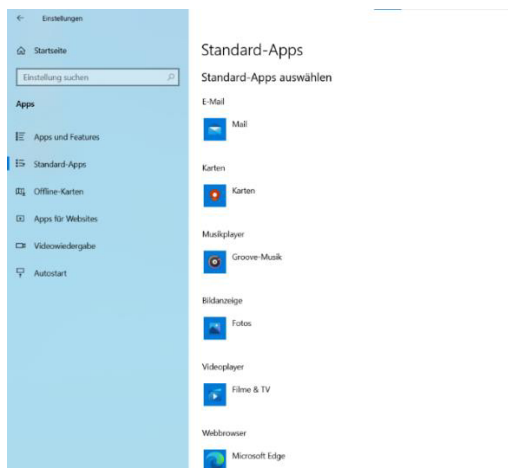 Einstellungen
Startseite
Einstellung suchen
Apps
Apps und Features
Standard-Apps
Offline-Karten
Apps für Websites
Videowiedergabe
Autostart
Standard-Apps
Standard-Apps auswählen
E-Mail
Mail
Karten
Karten
Musikplayer
Groove-Musik
Bildanzeige
Fotos
Videoplayer
Filme & TV
Webbrowser
Microsoft Edge